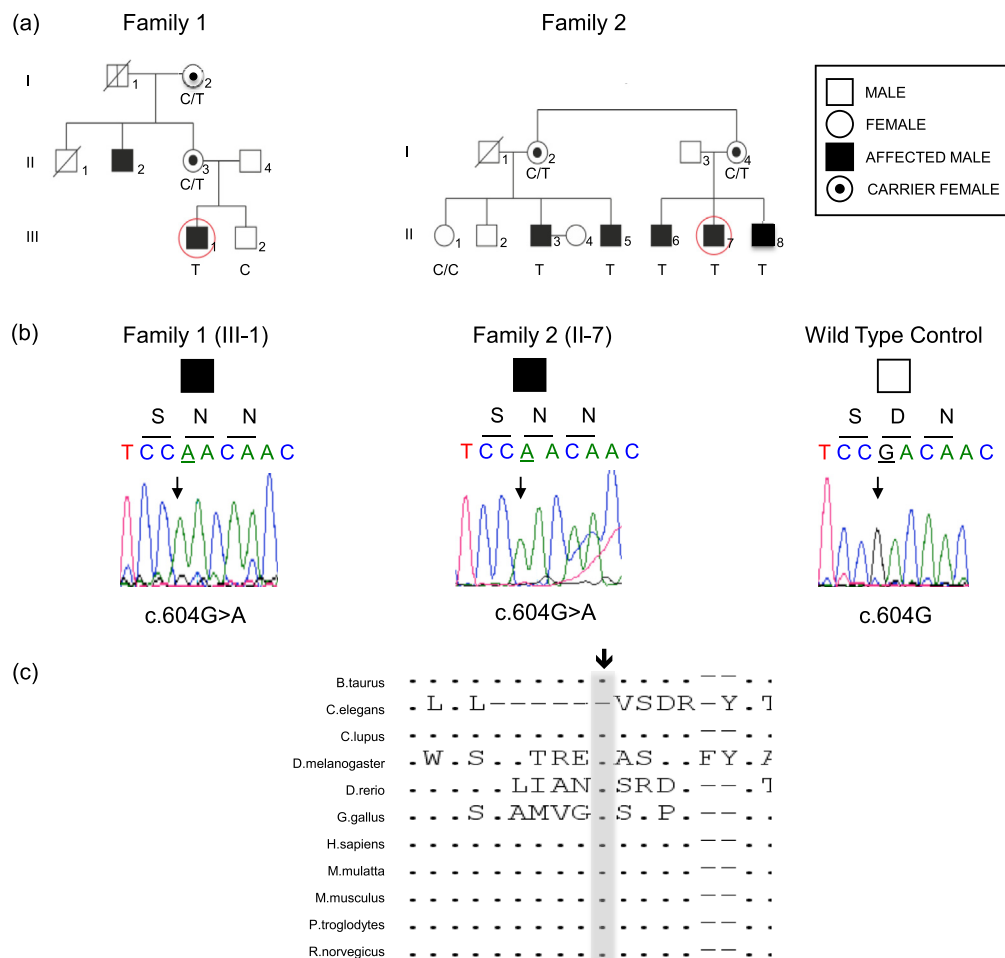 (a)
Family 1
Family 2
I
1
2
C/T
II
1
2
3
4
C/T
III
1
2
T
C
I
1
2
3
4
C/T
C/T
II
1
2
3
4
5
6
7
8
C/C
T
T
T
T
T
MALE
FEMALE
AFFECTED MALE
CARRIER FEMALE
(b)
Family 1 (III-1)
Family 2 (II-7)
Wild Type Control
S N N
S N N
S D N
T C C A A C A A C
T C C A A C A A C
T C C G A C A A C
c.604G>A
c.604G>A
c.604G
(c)
B.taurus . . . . . . . . . . . . . – – . .
C.elegans . L . L - - - - - - V S D R – Y . T
C.lupus . . . . . . . . . . . . . – – . .
D.melanogaster . W . S . T R E . A S . . F Y . A
D.rerio . . . . . L I A N . S R D . – – . T
G.gallus . . . S . A M V G . S . P . – – . .
H.sapiens . . . . . . . . . . . . . – – . .
M.mulatta . . . . . . . . . . . . . – – . .
M.musculus . . . . . . . . . . . . . – – . .
P.troglodytes . . . . . . . . . . . . . – – . .
R.norvegicus . . . . . . . . . . . . . – – . .